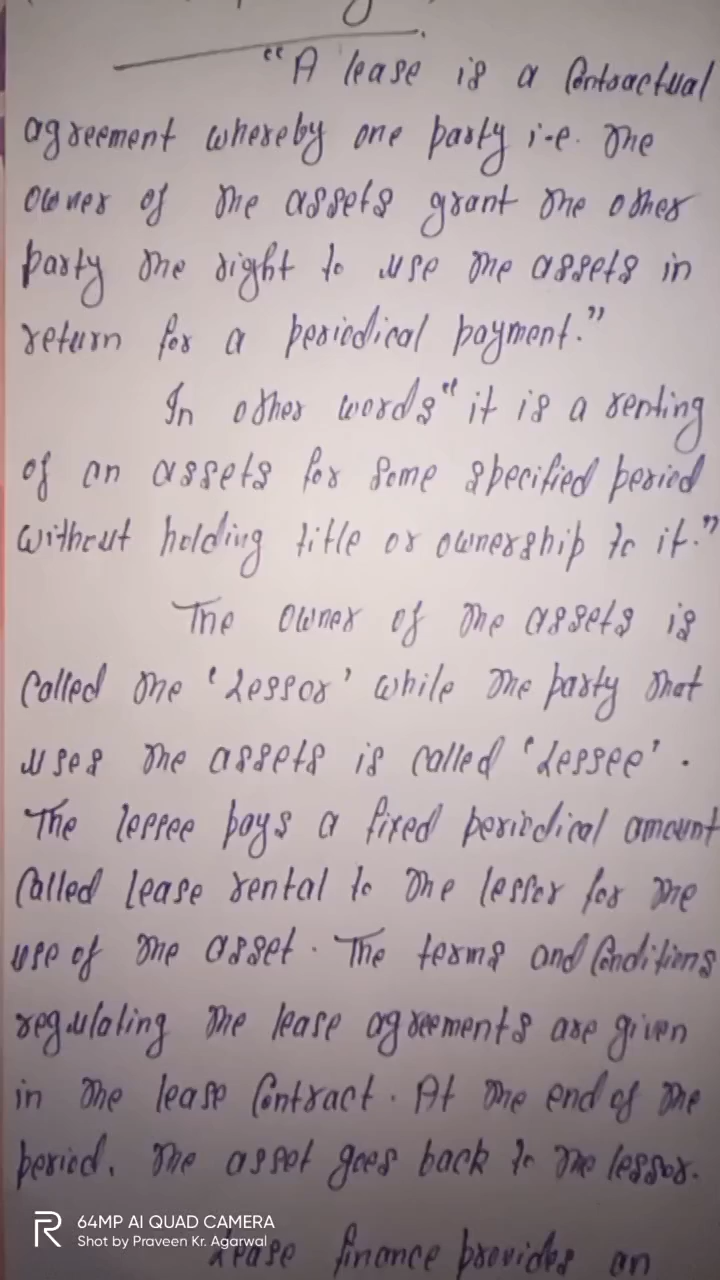 "A lease is a Contractual
agreement whereby one party i.e. the
owner of the assets grant the other
party the right to use the assets in
return for a periodical payment."
In other words "it is a renting
of an assets for some specified period
without holding title or ownership to it."
The owner of the assets is
Called the 'Lessor' while the party that
uses the assets is called 'Lessee'.
The lessee pays a fixed periodical amount
Called lease rental to the lessor for the
use of the asset. The terms and Conditions
regulating the lease agreements are given
in the lease Contract. At the end of the
period, the asset goes back to the lessor.
64MP AI QUAD CAMERA
Shot by Praveen Kr. Agarwal
Lease finance provides an